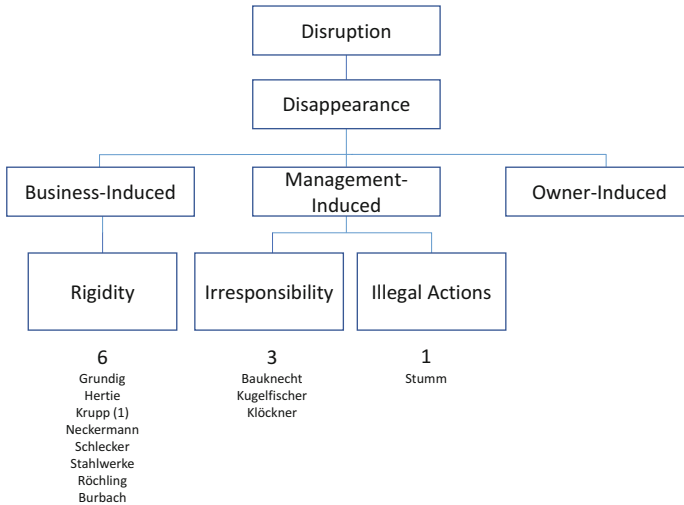 Disruption
Disappearance
Business-Induced
Management-
Induced
Owner-Induced
Rigidity
Irresponsibility
Illegal Actions
6
Grundig
Hertie
Krupp (1)
Neckermann
Schlecker
Stahlwerke
Röchling
Burbach
3
Bauknecht
Kugelfischer
Klöckner
1
Stumm